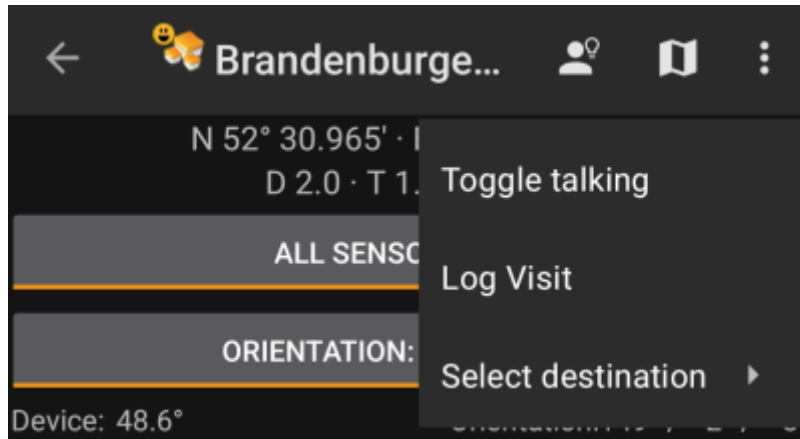 Brandenburge...
N 52° 30.965' ·
D 2.0 · T 1.
Toggle talking
ALL SENSO
Log Visit
ORIENTATION:
Select destination
Device: 48.6°